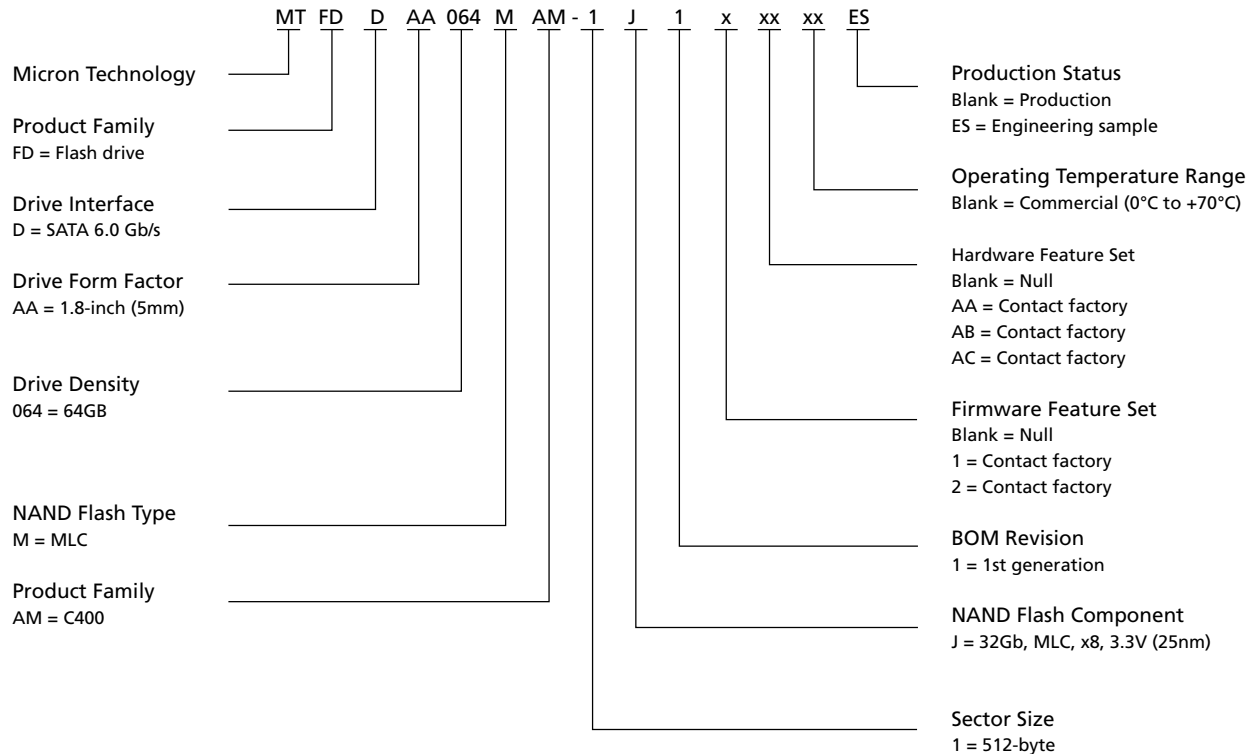 MT FD D AA 064 M AM - 1 J 1 x xx xx ES
Micron Technology
Product Family
FD = Flash drive
Drive Interface
D = SATA 6.0 Gb/s
Drive Form Factor
AA = 1.8-inch (5mm)
Drive Density
064 = 64GB
NAND Flash Type
M = MLC
Product Family
AM = C400
Production Status
Blank = Production
ES = Engineering sample
Operating Temperature Range
Blank = Commercial (0°C to +70°C)
Hardware Feature Set
Blank = Null
AA = Contact factory
AB = Contact factory
AC = Contact factory
Firmware Feature Set
Blank = Null
1 = Contact factory
2 = Contact factory
BOM Revision
1 = 1st generation
NAND Flash Component
J = 32Gb, MLC, x8, 3.3V (25nm)
Sector Size
1 = 512-byte